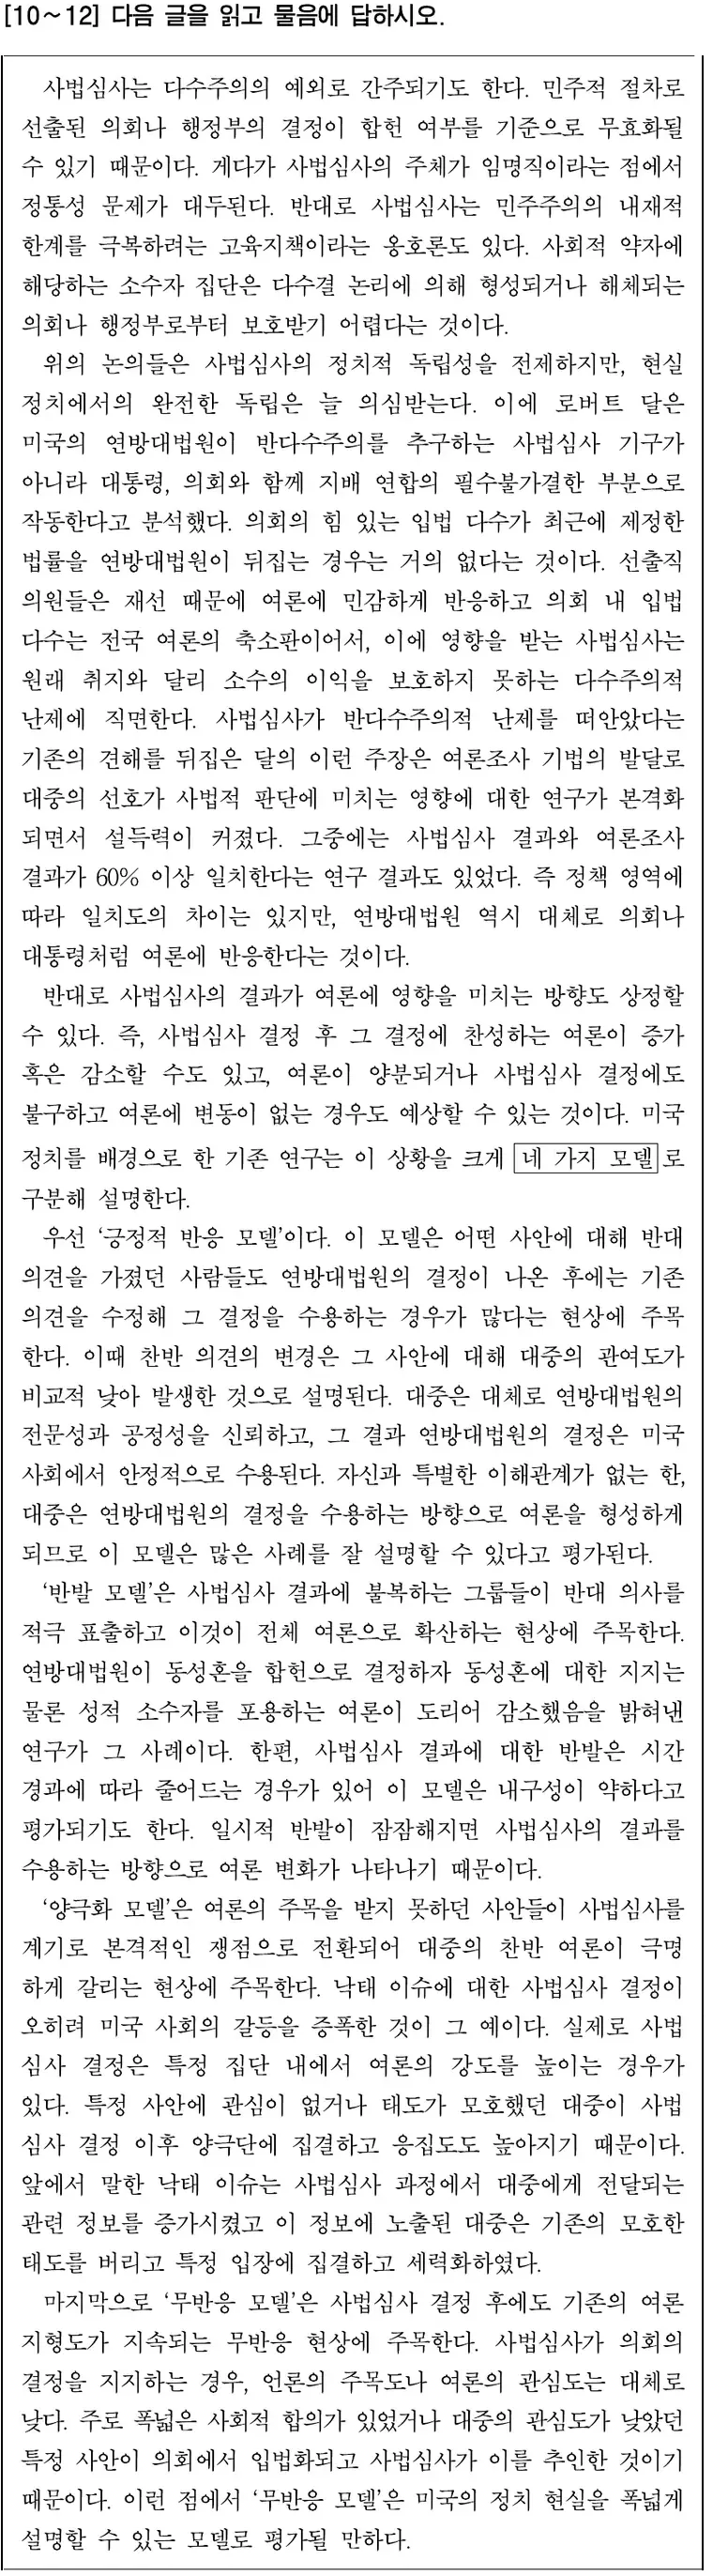 [10~12] 다음 글을 읽고 물음에 답하시오.
사법심사는 다수주의의 예외로 간주되기도 한다. 민주적 절차로
선출된 의회나 행정부의 결정이 합헌 여부를 기준으로 무효화될
수 있기 때문이다. 게다가 사법심사의 주체가 임명직이라는 점에서
정통성 문제가 대두된다. 반대로 사법심사는 민주주의의 내재적
한계를 극복하려는 고육지책이라는 옹호론도 있다. 사회적 약자에
해당하는 소수자 집단은 다수결 논리에 의해 형성되거나 해체되는
의회나 행정부로부터 보호받기 어렵다는 것이다.
위의 논의들은 사법심사의 정치적 독립성을 전제하지만, 현실
정치에서의 완전한 독립은 늘 의심받는다. 이에 로버트 달은
미국의 연방대법원이 반다수주의를 추구하는 사법심사 기구가
아니라 대통령, 의회와 함께 지배 연합의 필수불가결한 부분으로
작동한다고 분석했다. 의회의 힘 있는 입법 다수가 최근에 제정한
법률을 연방대법원이 뒤집는 경우는 거의 없다는 것이다. 선출직
의원들은 재선 때문에 여론에 민감하게 반응하고 의회 내 입법
다수는 전국 여론의 축소판이어서, 이에 영향을 받는 사법심사는
원래 취지와 달리 소수의 이익을 보호하지 못하는 다수주의적
난제에 직면한다. 사법심사가 반다수주의적 난제를 떠안았다는
기존의 견해를 뒤집은 달의 이런 주장은 여론조사 기법의 발달로
대중의 선호가 사법적 판단에 미치는 영향에 대한 연구가 본격화
되면서 설득력이 커졌다. 그중에는 사법심사 결과와 여론조사
결과가 60% 이상 일치한다는 연구 결과도 있었다. 즉 정책 영역에
따라 일치도의 차이는 있지만, 연방대법원 역시 대체로 의회나
대통령처럼 여론에 반응한다는 것이다.
반대로 사법심사의 결과가 여론에 영향을 미치는 방향도 상정할
수 있다. 즉, 사법심사 결정 후 그 결정에 찬성하는 여론이 증가
혹은 감소할 수도 있고, 여론이 양분되거나 사법심사 결정에도
불구하고 여론에 변동이 없는 경우도 예상할 수 있는 것이다. 미국
정치를 배경으로 한 기존 연구는 이 상황을 크게 네 가지 모델로
구분해 설명한다.
우선 ‘긍정적 반응 모델’이다. 이 모델은 어떤 사안에 대해 반대
의견을 가졌던 사람들도 연방대법원의 결정이 나온 후에는 기존
의견을 수정해 그 결정을 수용하는 경우가 많다는 현상에 주목
한다. 이때 찬반 의견의 변경은 그 사안에 대해 대중의 관여도가
비교적 낮아 발생한 것으로 설명된다. 대중은 대체로 연방대법원의
전문성과 공정성을 신뢰하고, 그 결과 연방대법원의 결정은 미국
사회에서 안정적으로 수용된다. 자신과 특별한 이해관계가 없는 한,
대중은 연방대법원의 결정을 수용하는 방향으로 여론을 형성하게
되므로 이 모델은 많은 사례를 잘 설명할 수 있다고 평가된다.
‘반발 모델’은 사법심사 결과에 불복하는 그룹들이 반대 의사를
적극 표출하고 이것이 전체 여론으로 확산하는 현상에 주목한다.
연방대법원이 동성혼을 합헌으로 결정하자 동성혼에 대한 지지는
물론 성적 소수자를 포용하는 여론이 도리어 감소했음을 밝혀낸
연구가 그 사례이다. 한편, 사법심사 결과에 대한 반발은 시간
경과에 따라 줄어드는 경우가 있어 이 모델은 내구성이 약하다고
평가되기도 한다. 일시적 반발이 잠잠해지면 사법심사의 결과를
수용하는 방향으로 여론 변화가 나타나기 때문이다.
‘양극화 모델’은 여론의 주목을 받지 못하던 사안들이 사법심사를
계기로 본격적인 쟁점으로 전환되어 대중의 찬반 여론이 극명
하게 갈리는 현상에 주목한다. 낙태 이슈에 대한 사법심사 결정이
오히려 미국 사회의 갈등을 증폭한 것이 그 예이다. 실제로 사법
심사 결정은 특정 집단 내에서 여론의 강도를 높이는 경우가
있다. 특정 사안에 관심이 없거나 태도가 모호했던 대중이 사법
심사 결정 이후 양극단에 집결하고 응집도도 높아지기 때문이다.
앞에서 말한 낙태 이슈는 사법심사 과정에서 대중에게 전달되는
관련 정보를 증가시켰고 이 정보에 노출된 대중은 기존의 모호한
태도를 버리고 특정 입장에 집결하고 세력화하였다.
마지막으로 ‘무반응 모델’은 사법심사 결정 후에도 기존의 여론
지형도가 지속되는 무반응 현상에 주목한다. 사법심사가 의회의
결정을 지지하는 경우, 언론의 주목도나 여론의 관심도는 대체로
낮다. 주로 폭넓은 사회적 합의가 있었거나 대중의 관심도가 낮았던
특정 사안이 의회에서 입법화되고 사법심사가 이를 추인한 것이기
때문이다. 이런 점에서 ‘무반응 모델’은 미국의 정치 현실을 폭넓게
설명할 수 있는 모델로 평가될 만하다.